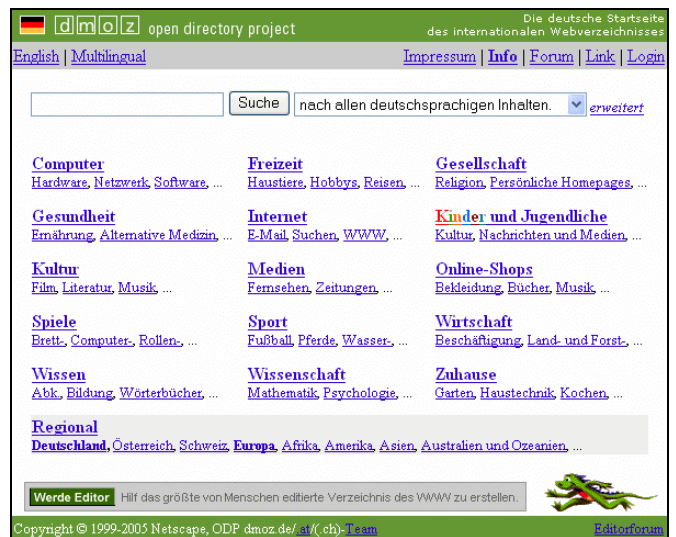 dmoz open directory project
Die deutsche Startseite
des internationalen Webverzeichnisses
English | Multilingual
Impressum | Info | Forum | Link | Login
Suche nach allen deutschsprachigen Inhalten. erweitert
Computer
Hardware, Netzwerk, Software, ...
Freizeit
Haustiere, Hobbys, Reisen, ...
Gesellschaft
Religion, Persönliche Homepages, ...
Gesundheit
Ernährung, Alternative Medizin, ...
Internet
E-Mail, Suchen, WWW, ...
Kinder und Jugendliche
Kultur, Nachrichten und Medien, ...
Kultur
Film, Literatur, Musik, ...
Medien
Fernsehen, Zeitungen, ...
Online-Shops
Bekleidung, Bücher, Musik, ...
Spiele
Brett-, Computer-, Rollen-, ...
Sport
Fußball, Pferde, Wasser-, ...
Wirtschaft
Beschäftigung, Land- und Forst-, ...
Wissen
Abk., Bildung, Wörterbücher, ...
Wissenschaft
Mathematik, Psychologie, ...
Zuhause
Garten, Haustechnik, Kochen, ...
Regional
Deutschland, Österreich, Schweiz, Europa, Afrika, Amerika, Asien, Australien und Ozeanien, ...
Werde Editor Hilf das größte von Menschen editierte Verzeichnis des WWW zu erstellen.
Copyright © 1999-2005 Netscape, ODP dmoz.de/.at/(.ch)-Team
Editorforum